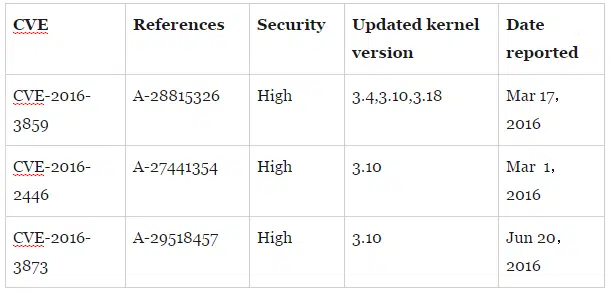 CVE References Security Updated kernel Date
version reported
CVE-2016- A-28815326 High 3.4,3.10,3.18 Mar 17，
3859 2016
CVE-2016- A-27441354 High 3.10 Mar 1，
2446 2016
CVE-2016- A-29518457 High 3.10 Jun 20，
3873 2016